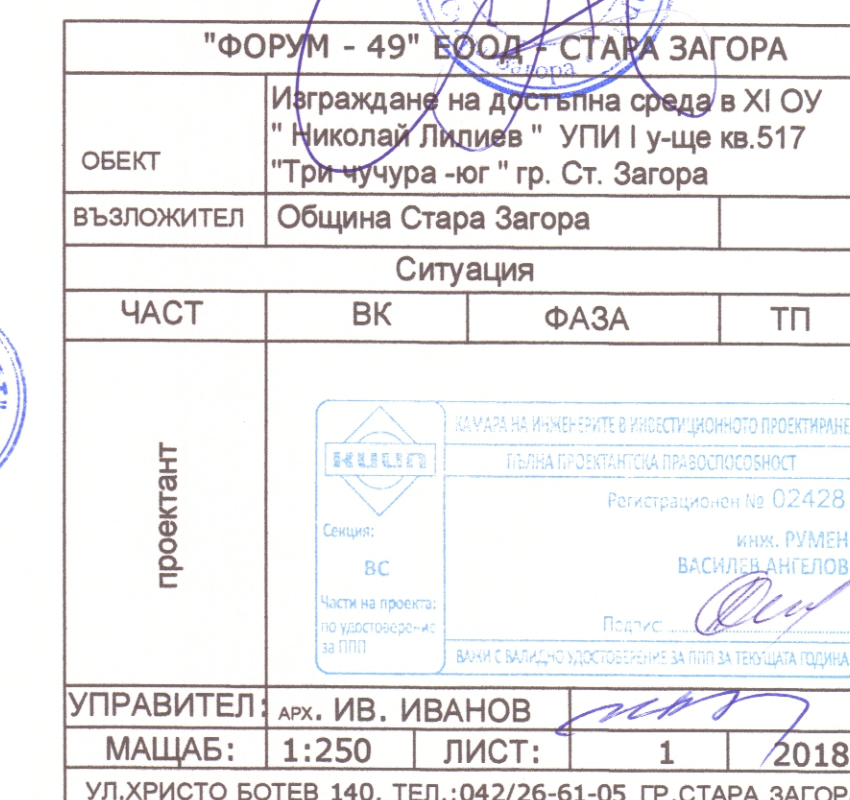 "ФОРУМ - 49" ЕООД - СТАРА ЗАГОРА
ОБЕКТ
Изграждане на достъпна среда в XI ОУ
" Николай Лилиев " УПИ I у-ще кв.517
"Три чучура -юг " гр. Ст. Загора
ВЪЗЛОЖИТЕЛ Община Стара Загора
Ситуация
ЧАСТ ВК ФАЗА ТП
проектант
КАМАРА НА ИНЖЕНЕРИТЕ В ИНВЕСТИЦИОННОТО ПРОЕКТИРАНЕ
КИИП
ПЪЛНА ПРОЕКТАНТСКА ПРАВОСПОСОБНОСТ
Регистрационен № 02428
Секция:
ВС
инж. РУМЕН
ВАСИЛЕВ АНГЕЛОВ
Части на проекта:
по удостоверение
за ППП
Подпис:
ВАЖИ С ВАЛИДНО УДОСТОВЕРЕНИЕ ЗА ППП ЗА ТЕКУЩАТА ГОДИНА
УПРАВИТЕЛ: АРХ. ИВ. ИВАНОВ
МАЩАБ: 1:250 ЛИСТ: 1 2018
УЛ.ХРИСТО БОТЕВ 140, ТЕЛ.:042/26-61-05 ГР.СТАРА ЗАГОРА